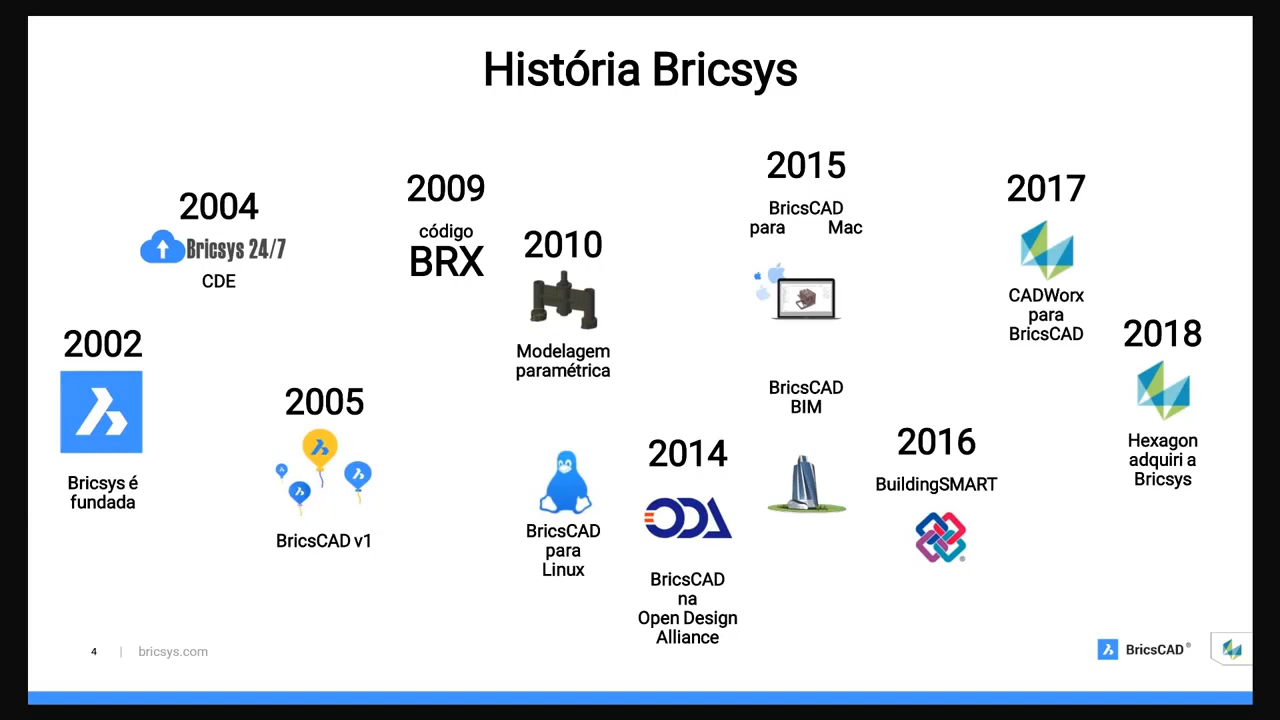 História Bricsys
2002
Bricsys é
fundada
2004
Bricsys 24/7
CDE
2005
BricsCAD v1
2009
código
BRX
2010
Modelagem
paramétrica
BricsCAD
para
Linux
2014
ODA
BricsCAD
na
Open Design
Alliance
2015
BricsCAD
para Mac
BricsCAD
BIM
2016
BuildingSMART
®
2017
CADWorx
para
BricsCAD
2018
Hexagon
adquiri a
Bricsys
4 | bricsys.com
BricsCAD®